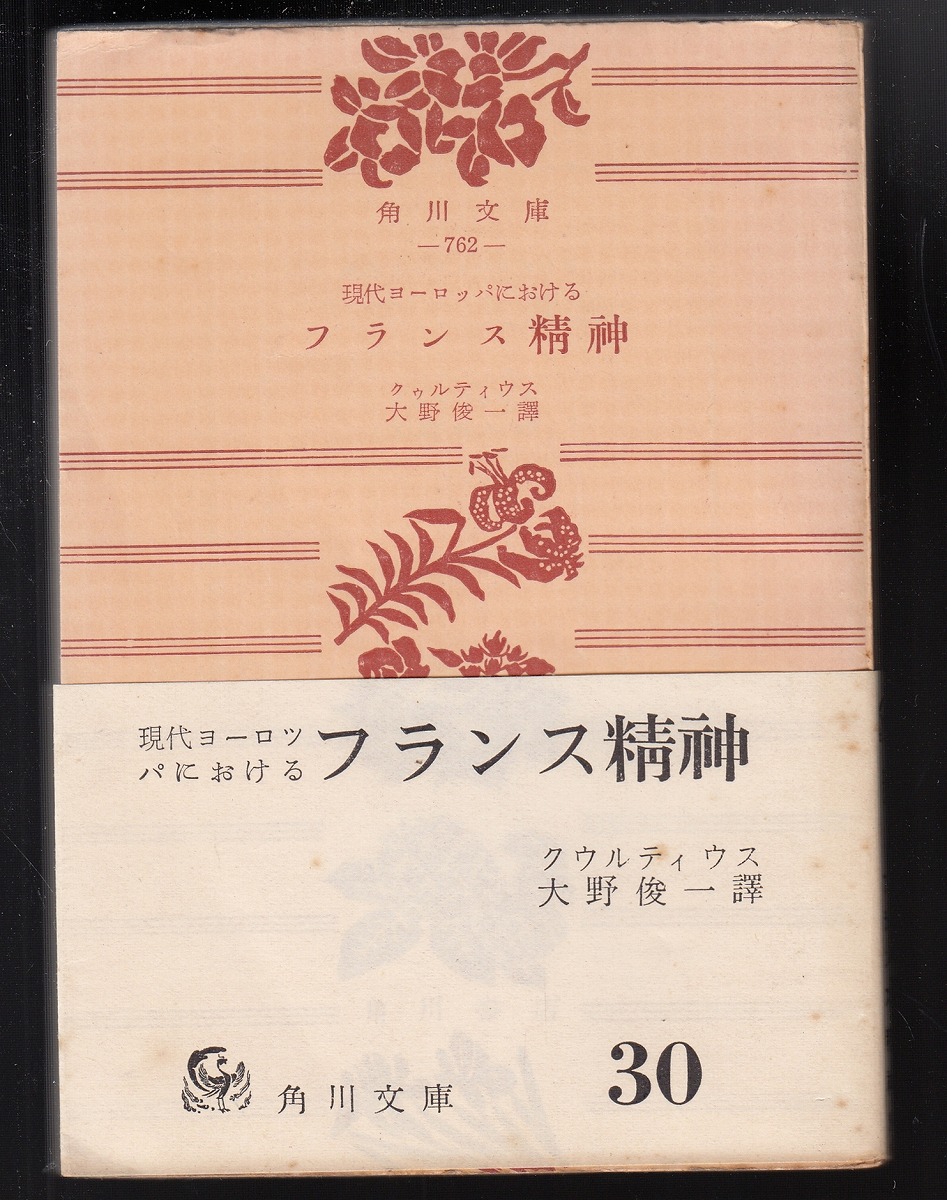 角川文庫
—762—
現代ヨーロッパにおける
フランス精神
クゥルティウス
大野俊一譯
現代ヨーロツ
パにおける
フランス精神
クウルティウス
大野俊一譯
角川文庫
30